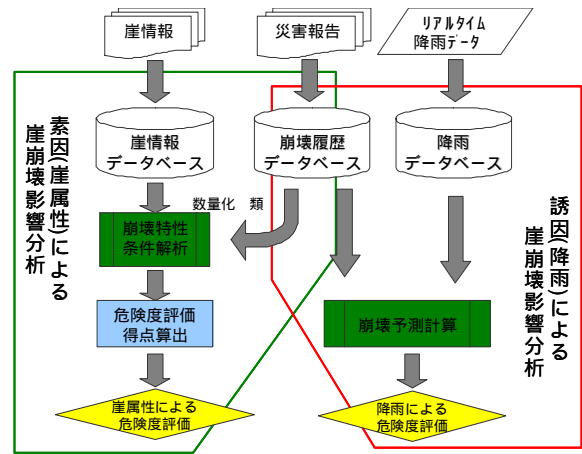 崖情報
災害報告
リアルタイム
降雨データ
崖情報
データベース
崩壊履歴
データベース
降雨
データベース
素因(崖属性)による
崖崩壊影響分析
数量化 類
崩壊特性
条件解析
誘因(降雨)による
崖崩壊影響分析
危険度評価
得点算出
崩壊予測計算
崖属性による
危険度評価
降雨による
危険度評価